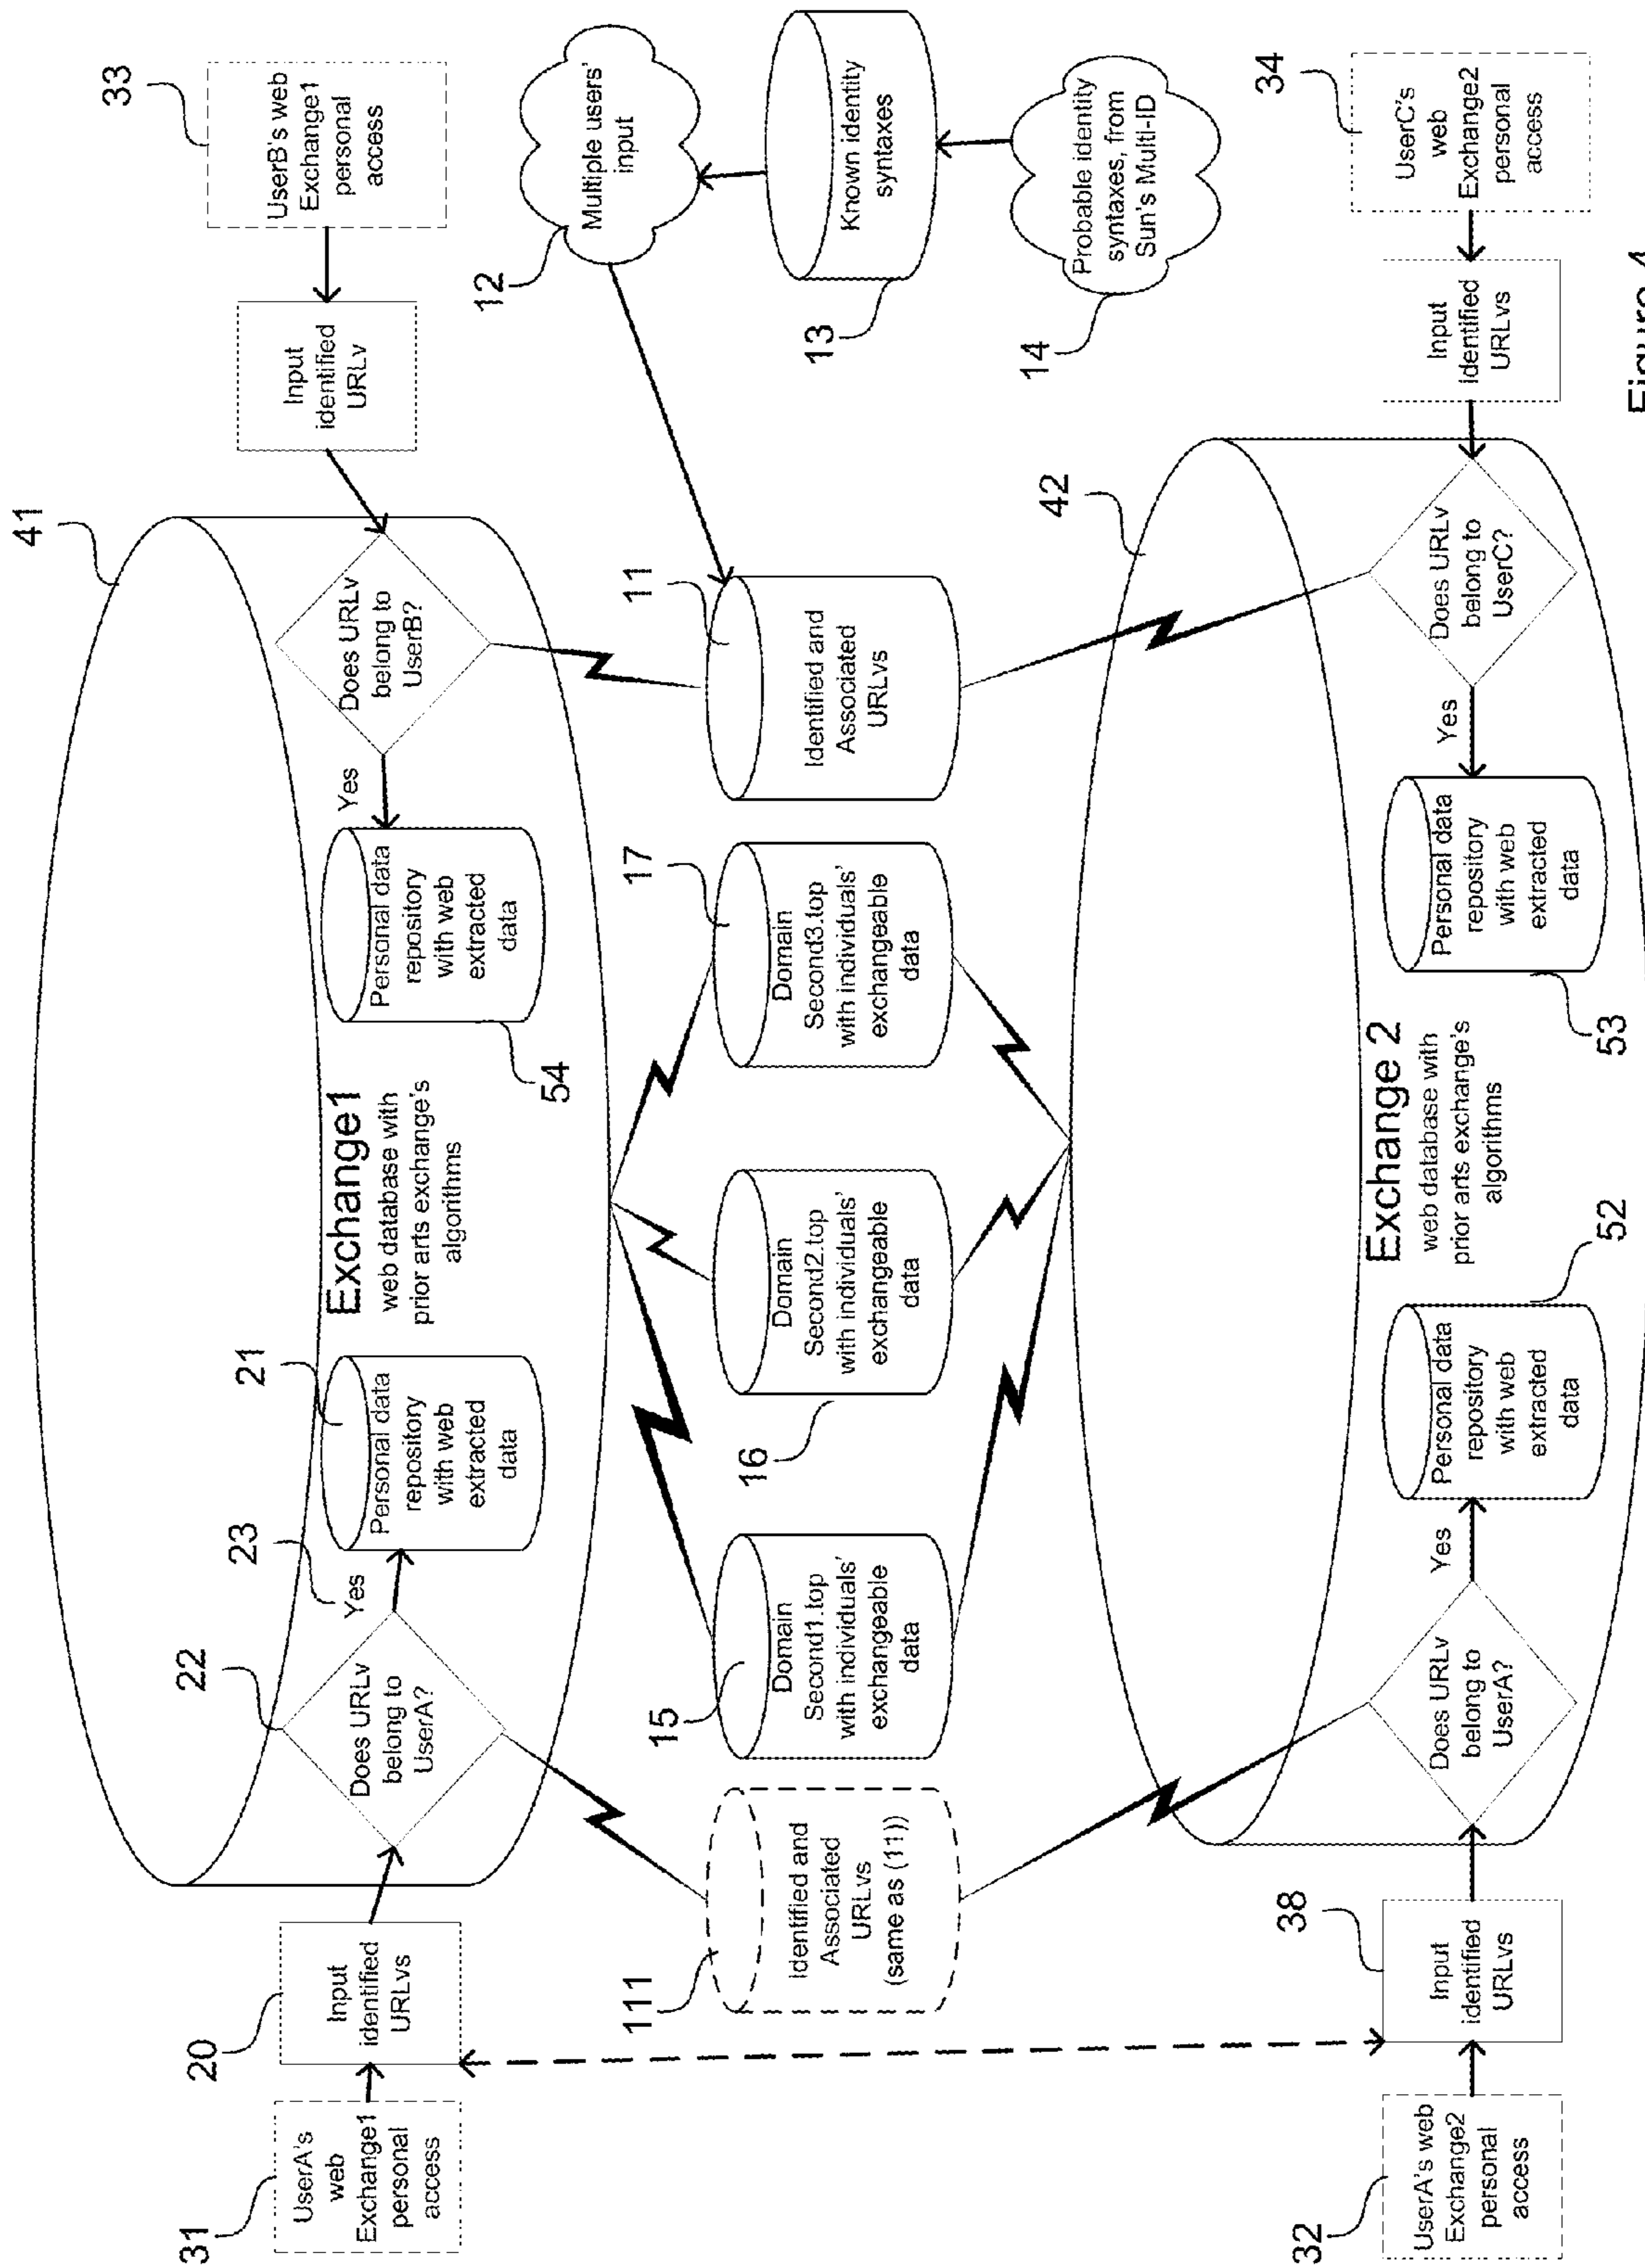 31
UserA's
web
Exchange1
personal
access
20
Input
identified
URLvs
22
Does URLv
belong to
UserA?
23
Yes
21
Personal data
repository
with web
extracted
data
Exchange1
web database with
prior arts exchange's
algorithms
54
Personal data
repository
with web
extracted
data
Yes
Does URLv
belong to
UserB?
41
Input
identified
URLv
33
UserB's web
Exchange1
personal
access
111
Identified and
Associated
URLvs
(same as (11))
15
Domain
Second1.top
with individuals'
exchangeable
data
16
Domain
Second2.top
with individuals'
exchangeable
data
17
Domain
Second3.top
with individuals'
exchangeable
data
11
Identified and
Associated
URLvs
12
Multiple users'
input
13
Known identity
syntaxes
14
Probable identity
syntaxes, from
Sun's Multi-ID
32
UserA's web
Exchange2
personal
access
38
Input
identified
URLvs
Does URLv
belong to
UserA?
Yes
52
Personal data
repository
with web
extracted
data
Exchange 2
web database with
prior arts exchange's
algorithms
53
Personal data
repository
with web
extracted
data
Yes
42
Does URLv
belong to
UserC?
Input
identified
URLvs
34
UserC's
web
Exchange2
personal
access
Figure 4